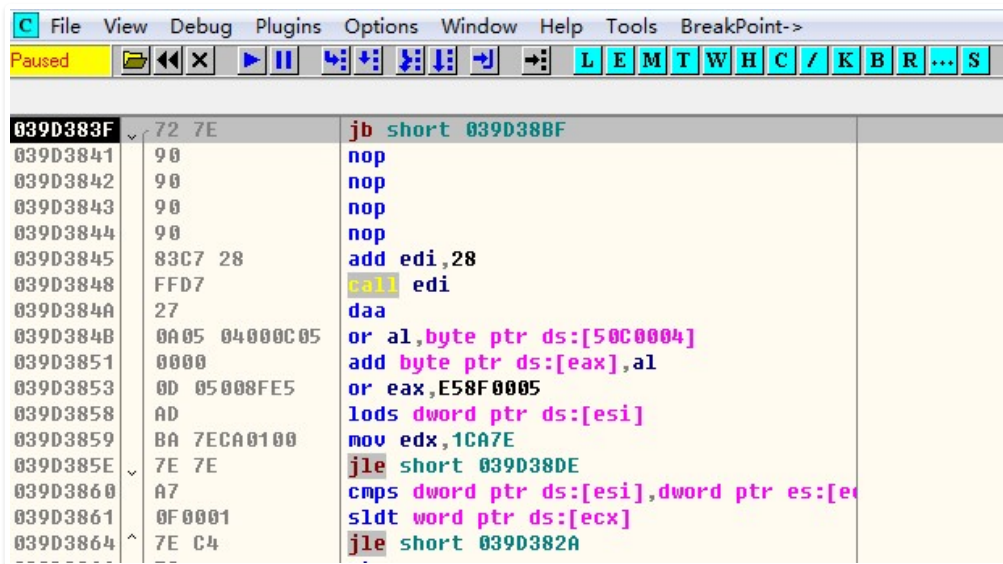 C File View Debug Plugins Options Window Help Tools BreakPoint->
Paused L E M T W H C / K B R ... S
039D383F 72 7E jb short 039D38BF
039D3841 90 nop
039D3842 90 nop
039D3843 90 nop
039D3844 90 nop
039D3845 83C7 28 add edi,28
039D3848 FFD7 call edi
039D384A 27 daa
039D384B 0A05 04000C05 or al,byte ptr ds:[50C0004]
039D3851 0000 add byte ptr ds:[eax],al
039D3853 0D 05008FE5 or eax,E58F0005
039D3858 AD lods dword ptr ds:[esi]
039D3859 BA 7ECA0100 mov edx,1CA7E
039D385E 7E 7E jle short 039D38DE
039D3860 A7 cmps dword ptr ds:[esi],dword ptr es:[e
039D3861 0F0001 sldt word ptr ds:[ecx]
039D3864 7E C4 jle short 039D382A